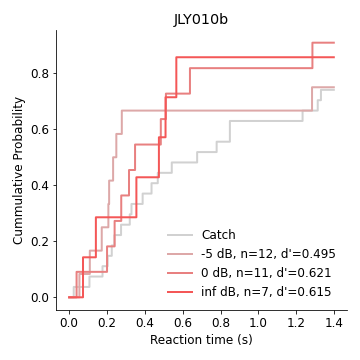 JLY010b
Cummulative Probability
0.8
0.6
0.4
0.2
0.0
Catch
-5 dB, n=12, d'=0.495
0 dB, n=11, d'=0.621
inf dB, n=7, d'=0.615
0.0 0.2 0.4 0.6 0.8 1.0 1.2 1.4
Reaction time (s)